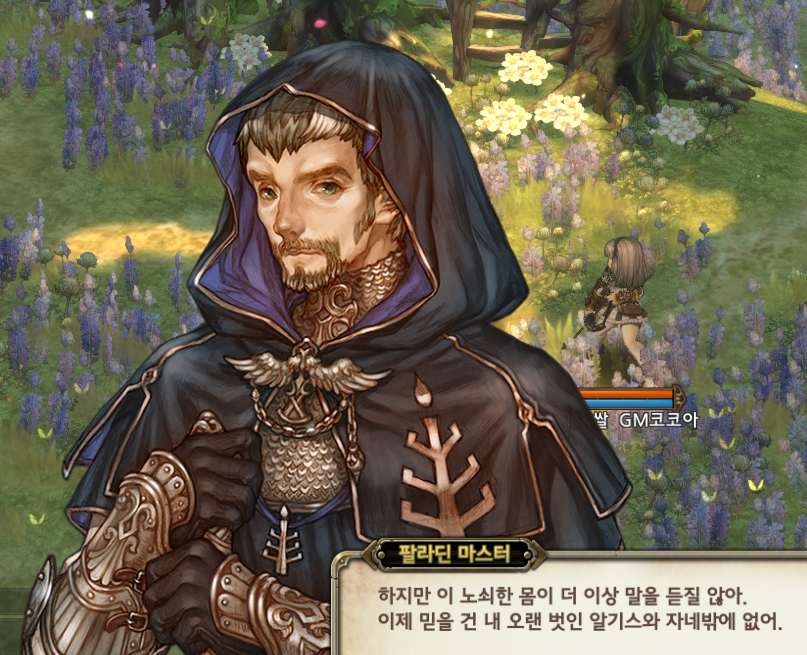 쌀 GM코코아
팔라딘 마스터
하지만 이 노쇠한 몸이 더 이상 말을 듣질 않아.
이제 믿을 건 내 오랜 벗인 알기스와 자네밖에 없어.